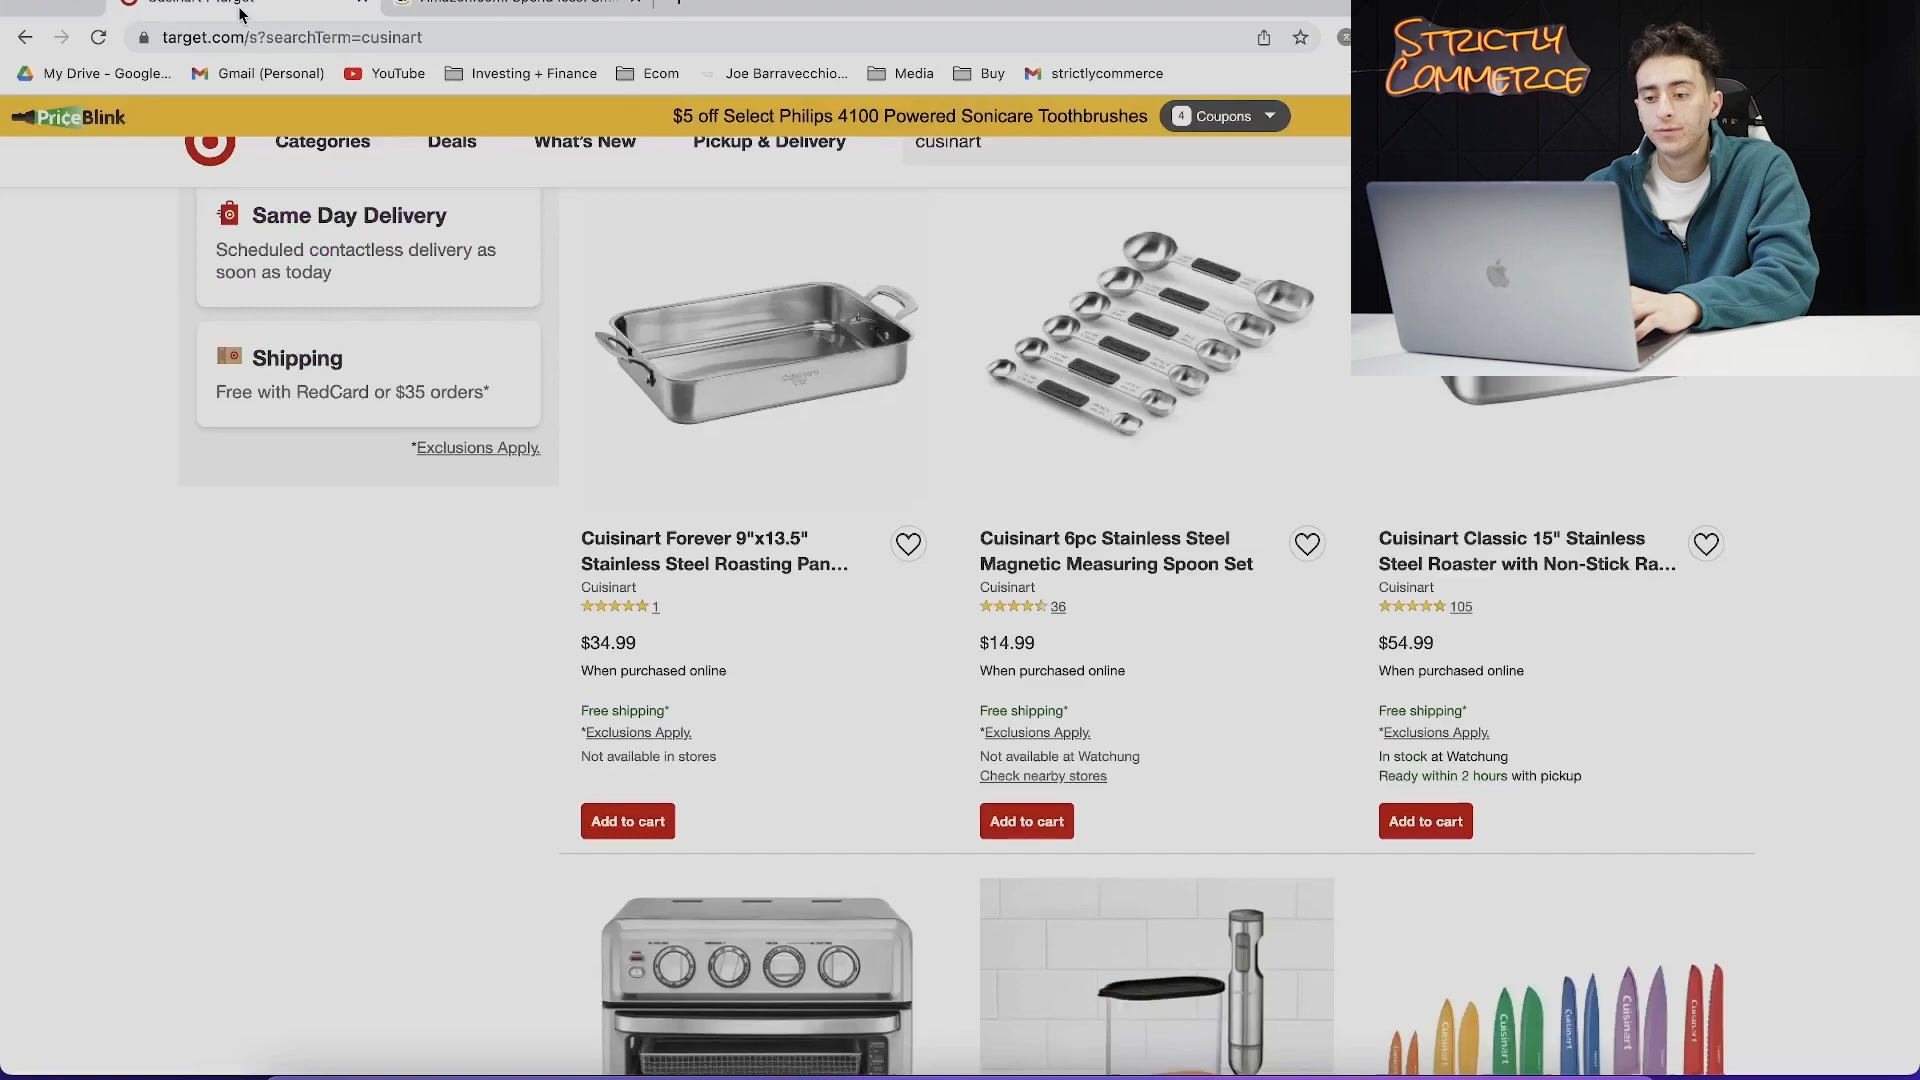 target.com/s?searchTerm=cusinart
My Drive - Google...
Gmail (Personal)
YouTube
Investing + Finance
Ecom
Joe Barravecchio...
Media
Buy
strictlycommerce
PriceBlink
$5 off Select Philips 4100 Powered Sonicare Toothbrushes
4 Coupons
Categories
Deals
What's New
Pickup & Delivery
cusinart
STRICTLY
COMMERCE
Same Day Delivery
Scheduled contactless delivery as
soon as today
Shipping
Free with RedCard or $35 orders*
*Exclusions Apply.
Cuisinart Forever 9"x13.5"
Stainless Steel Roasting Pan...
Cuisinart
1
$34.99
When purchased online
Free shipping*
*Exclusions Apply.
Not available in stores
Add to cart
Cuisinart 6pc Stainless Steel
Magnetic Measuring Spoon Set
Cuisinart
36
$14.99
When purchased online
Free shipping*
*Exclusions Apply.
Not available at Watchung
Check nearby stores
Add to cart
Cuisinart Classic 15" Stainless
Steel Roaster with Non-Stick Ra...
Cuisinart
105
$54.99
When purchased online
Free shipping*
*Exclusions Apply.
In stock at Watchung
Ready within 2 hours with pickup
Add to cart
Cuisinart
Cuisinart
Cuisinart
Cuisinart